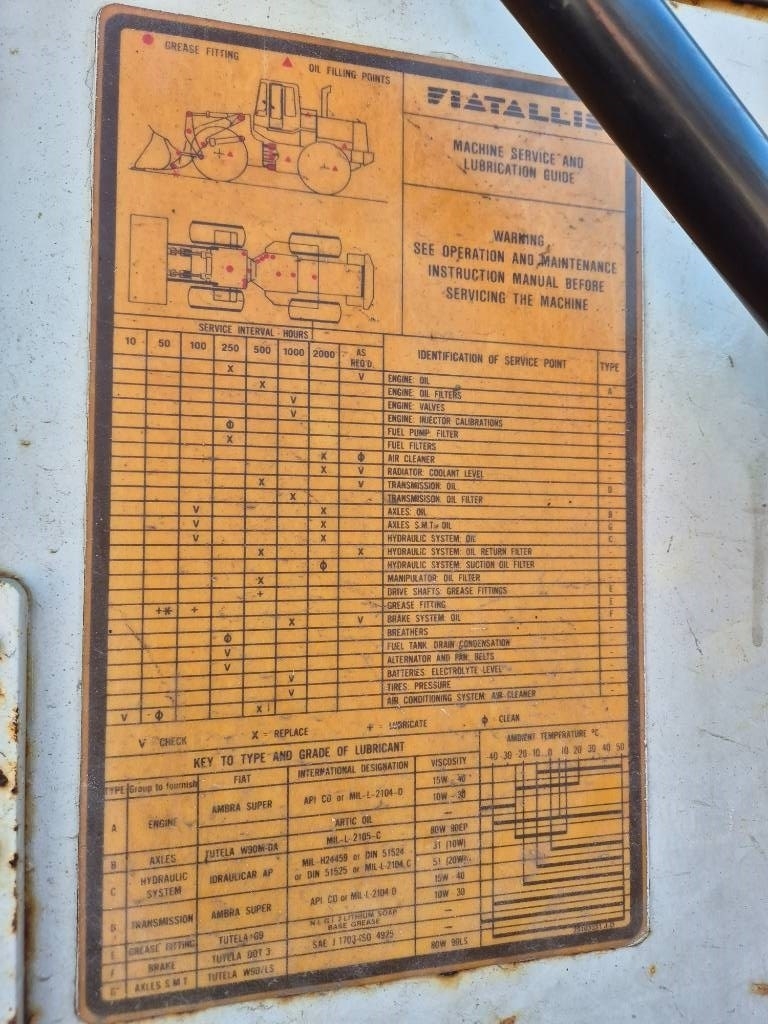 GREASE FITTING
OIL FILLING POINTS
FIATALLIS
MACHINE SERVICE AND
LUBRICATION GUIDE
WARNING
SEE OPERATION AND MAINTENANCE
INSTRUCTION MANUAL BEFORE
SERVICING THE MACHINE
SERVICE INTERVAL - HOURS
10 50 100 250 500 1000 2000 AS REQ'D. IDENTIFICATION OF SERVICE POINT TYPE
ENGINE: OIL A
ENGINE: OIL FILTERS
ENGINE: VALVES
ENGINE: INJECTOR CALIBRATIONS
FUEL PUMP: FILTER
FUEL FILTERS
AIR CLEANER
RADIATOR: COOLANT LEVEL
TRANSMISSION: OIL D
TRANSMISISON: OIL FILTER
AXLES: OIL B
AXLES S.M.T.: OIL G
HYDRAULIC SYSTEM: OIL C
HYDRAULIC SYSTEM: OIL RETURN FILTER
HYDRAULIC SYSTEM: SUCTION OIL FILTER
MANIPULATOR: OIL FILTER
DRIVE SHAFTS: GREASE FITTINGS E
GREASE FITTING E
BRAKE SYSTEM: OIL F
BREATHERS
FUEL TANK: DRAIN CONDENSATION
ALTERNATOR AND FAN: BELTS
BATTERIES: ELECTROLYTE LEVEL
TIRES: PRESSURE
AIR CONDITIONING SYSTEM: AIR CLEANER
V CHECK X = REPLACE + = LUBRICATE ϕ CLEAN
KEY TO TYPE AND GRADE OF LUBRICANT
AMBIENT TEMPERATURE °C
TYPE Group to fournish FIAT INTERNATIONAL DESIGNATION VISCOSITY 40 30 20 10 0 10 20 30 40 50
A ENGINE AMBRA SUPER API CD or MIL-L-2104-D 15W - 40
10W - 30
ARTIC OIL
B AXLES TUTELA W90M-DA MIL-L-2105-C 80W 90EP
C HYDRAULIC SYSTEM IDRAULICAR AP MIL-H24459 or DIN 51524 31 (10W)
or DIN 51525 or MIL-L-2104 C 51 (20W)
D TRANSMISSION AMBRA SUPER API CD or MIL-L-2104 D 15W - 40
10W - 30
E GREASE FITTING TUTELA G9 N.L.G.I. 2 LITHIUM SOAP
BASE GREASE
F BRAKE TUTELA DOT 3 SAE J 1703-ISO 4925
G AXLES S.M.T TUTELA W90/LS 80W 90LS